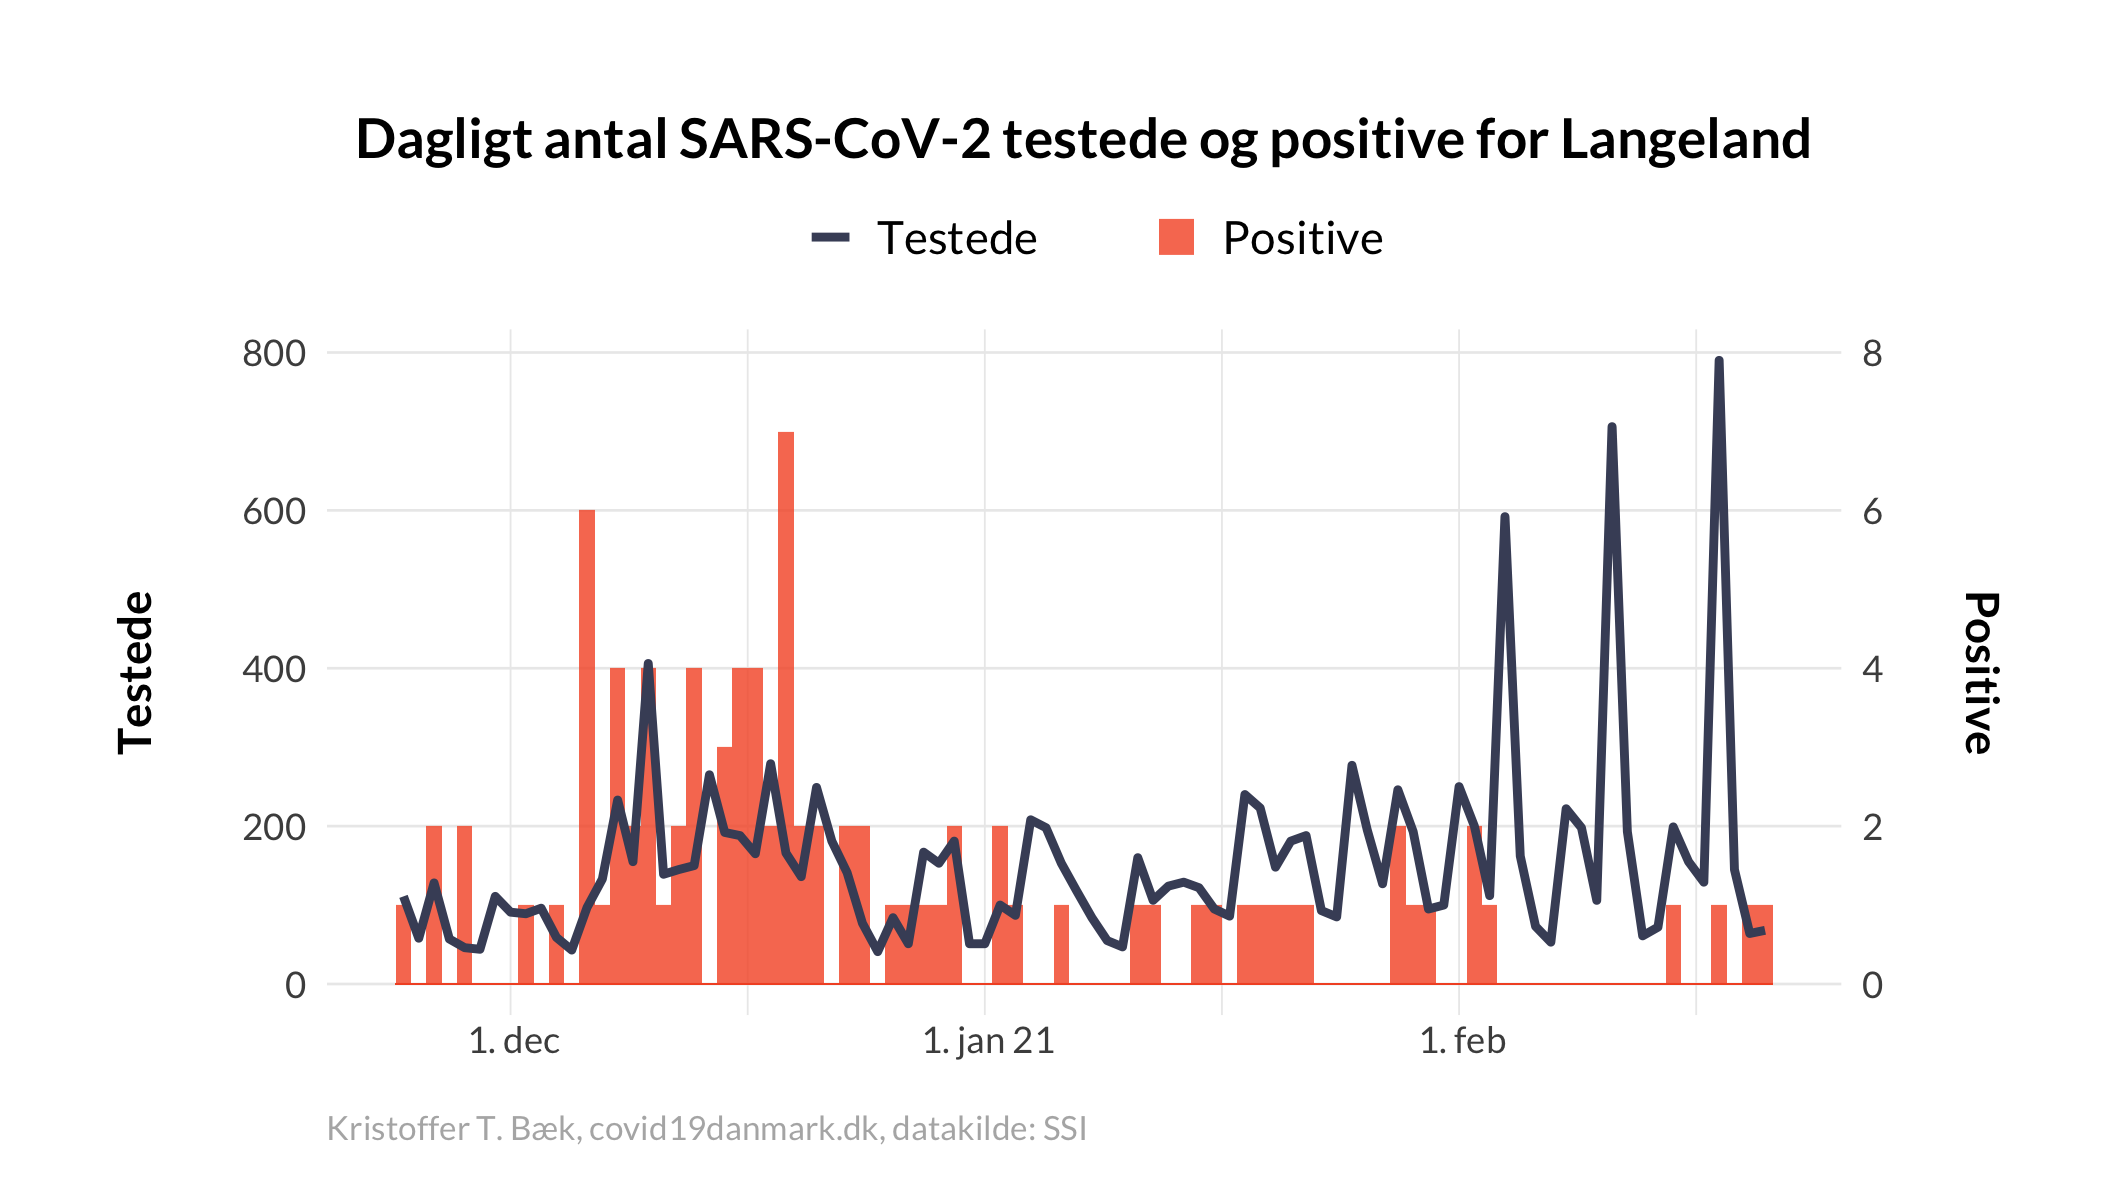 Dagligt antal SARS-CoV-2 testede og positive for Langeland
Testede
Positive
800
600
400
200
0
8
6
4
2
0
Testede
Positive
1. dec
1. jan 21
1. feb
Kristoffer T. Bæk, covid19danmark.dk, datakilde: SSI